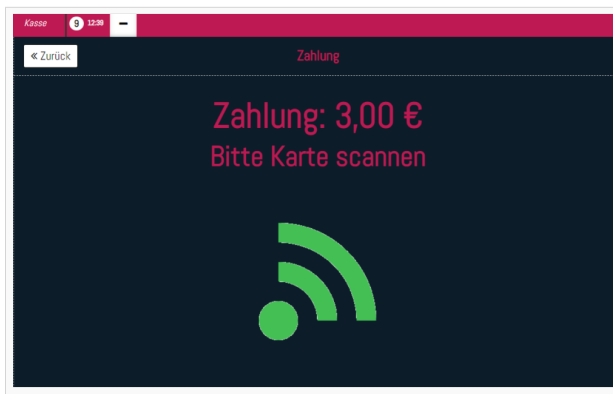 Kasse 9 12:39 –
« Zurück Zahlung
Zahlung: 3,00 €
Bitte Karte scannen